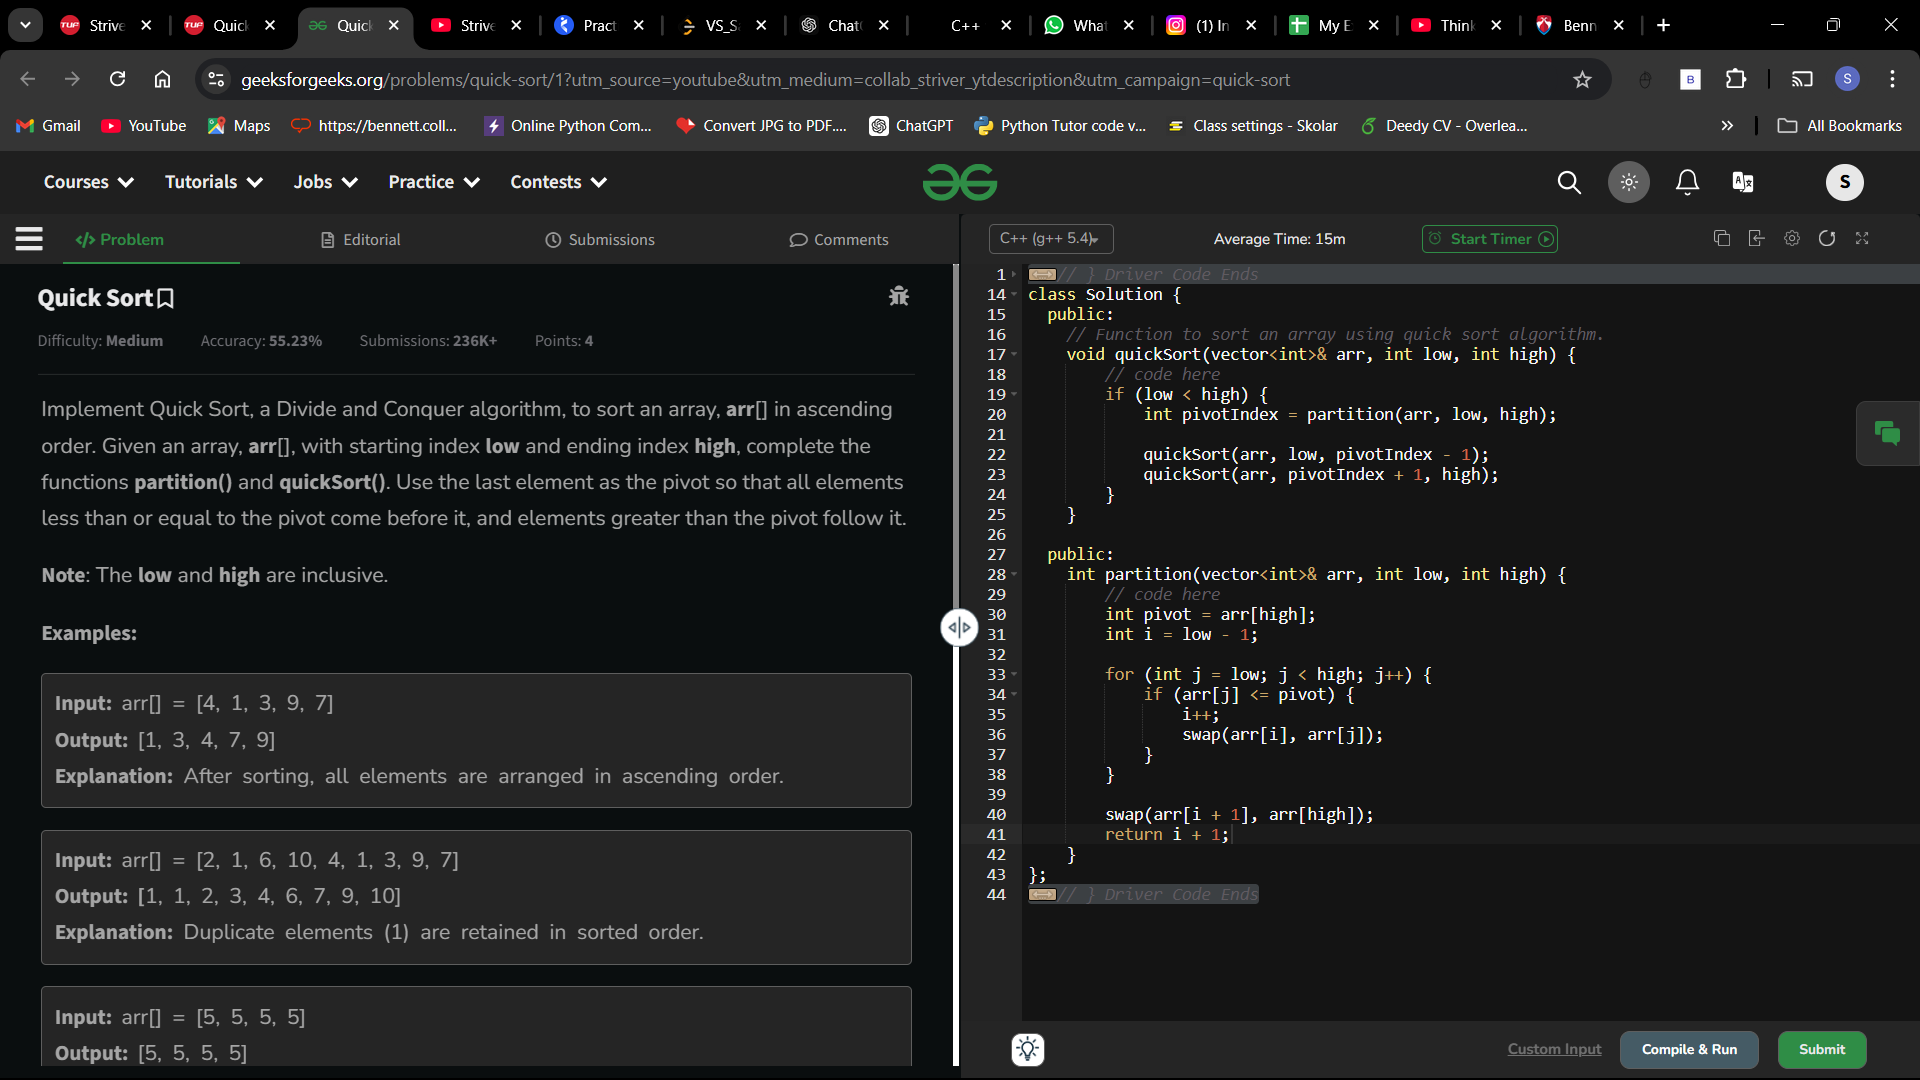 Strive
Quick
Quick
Strive
Pract
VS_S
Chat
C++
What
(1) In
My E
Think
Benn
geeksforgeeks.org/problems/quick-sort/1?utm_source=youtube&utm_medium=collab_striver_ytdescription&utm_campaign=quick-sort
B
S
Gmail
YouTube
Maps
https://bennett.coll...
Online Python Com...
Convert JPG to PDF....
ChatGPT
Python Tutor code v...
Class settings - Skolar
Deedy CV - Overlea...
All Bookmarks
Courses
Tutorials
Jobs
Practice
Contests
S
</> Problem
Editorial
Submissions
Comments
C++ (g++ 5.4)
Average Time: 15m
Start Timer
Quick Sort
Difficulty: Medium
Accuracy: 55.23%
Submissions: 236K+
Points: 4
Implement Quick Sort, a Divide and Conquer algorithm, to sort an array, arr[] in ascending
order. Given an array, arr[], with starting index low and ending index high, complete the
functions partition() and quickSort(). Use the last element as the pivot so that all elements
less than or equal to the pivot come before it, and elements greater than the pivot follow it.
Note: The low and high are inclusive.
Examples:
Input: arr[] = [4, 1, 3, 9, 7]
Output: [1, 3, 4, 7, 9]
Explanation: After sorting, all elements are arranged in ascending order.
Input: arr[] = [2, 1, 6, 10, 4, 1, 3, 9, 7]
Output: [1, 1, 2, 3, 4, 6, 7, 9, 10]
Explanation: Duplicate elements (1) are retained in sorted order.
Input: arr[] = [5, 5, 5, 5]
Output: [5, 5, 5, 5]
1 // } Driver Code Ends
14 class Solution {
15 public:
16 // Function to sort an array using quick sort algorithm.
17 void quickSort(vector<int>& arr, int low, int high) {
18 // code here
19 if (low < high) {
20 int pivotIndex = partition(arr, low, high);
21
22 quickSort(arr, low, pivotIndex - 1);
23 quickSort(arr, pivotIndex + 1, high);
24 }
25 }
26
27 public:
28 int partition(vector<int>& arr, int low, int high) {
29 // code here
30 int pivot = arr[high];
31 int i = low - 1;
32
33 for (int j = low; j < high; j++) {
34 if (arr[j] <= pivot) {
35 i++;
36 swap(arr[i], arr[j]);
37 }
38 }
39
40 swap(arr[i + 1], arr[high]);
41 return i + 1;
42 }
43 };
44 // } Driver Code Ends
Custom Input
Compile & Run
Submit